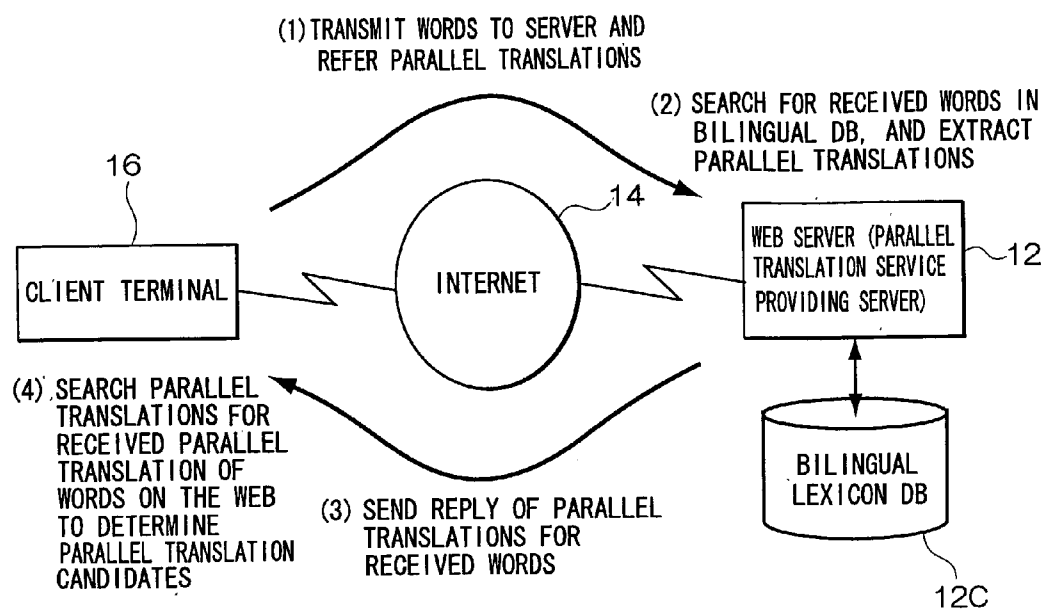 (1) TRANSMIT WORDS TO SERVER AND
REFER PARALLEL TRANSLATIONS
(2) SEARCH FOR RECEIVED WORDS IN
BILINGUAL DB, AND EXTRACT
PARALLEL TRANSLATIONS
16
14
CLIENT TERMINAL
INTERNET
WEB SERVER (PARALLEL
TRANSLATION SERVICE
PROVIDING SERVER)
12
(4) SEARCH PARALLEL
TRANSLATIONS FOR
RECEIVED PARALLEL
TRANSLATION OF
WORDS ON THE WEB
TO DETERMINE
PARALLEL TRANSLATION
CANDIDATES
(3) SEND REPLY OF PARALLEL
TRANSLATIONS FOR
RECEIVED WORDS
BILINGUAL
LEXICON DB
12C